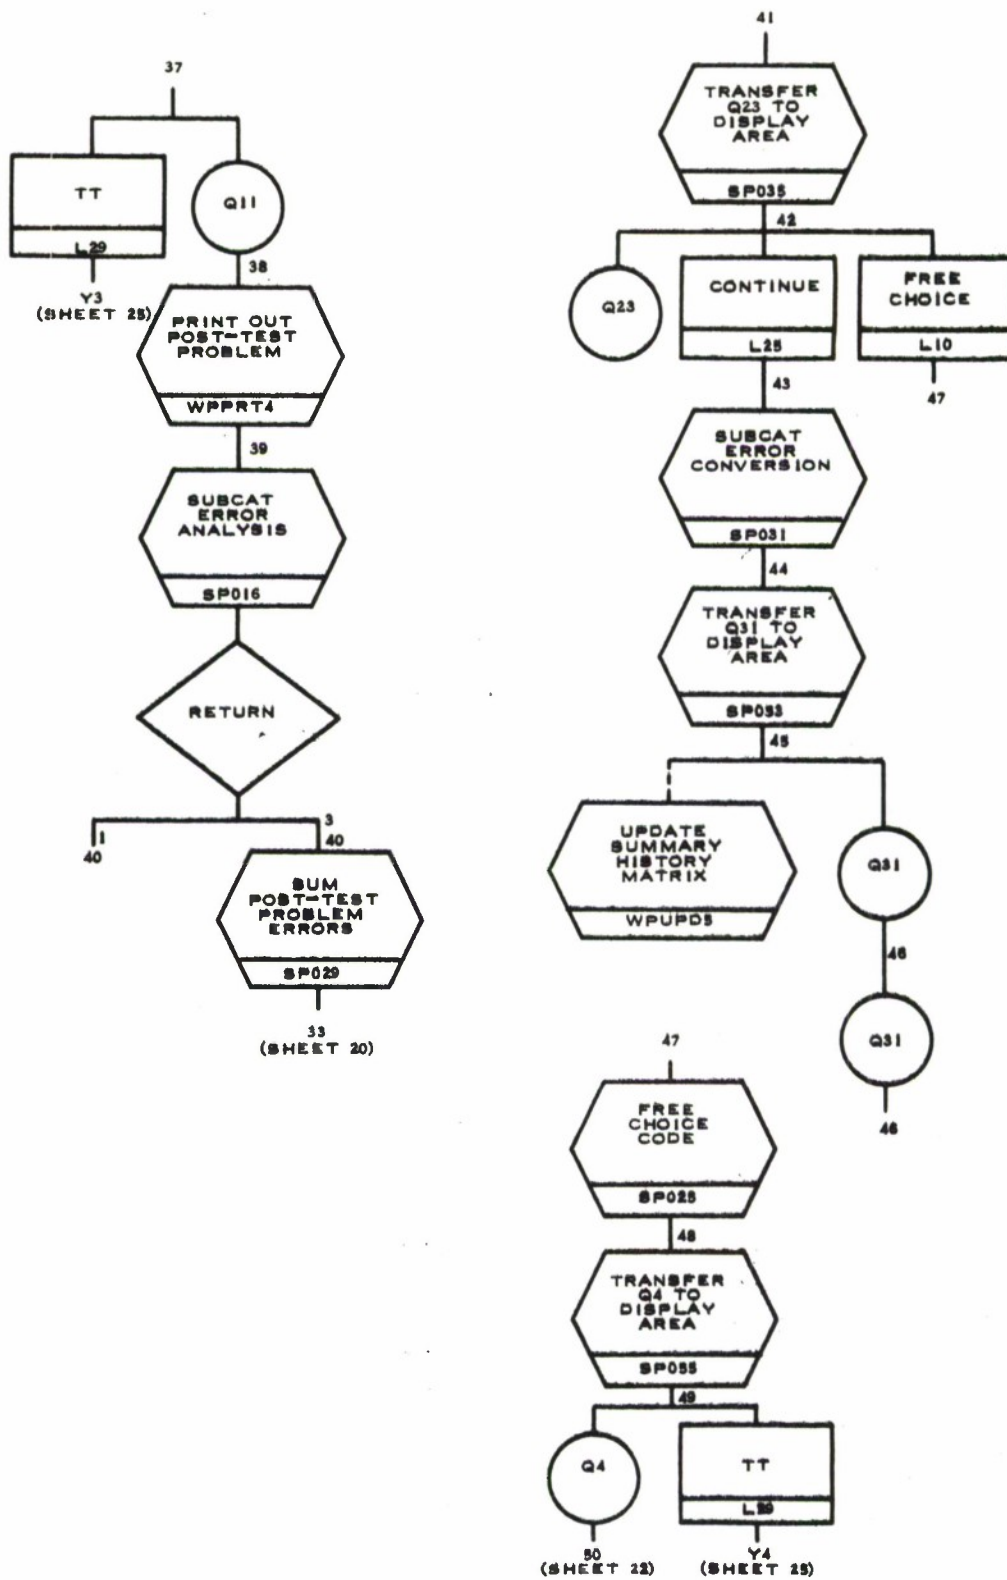 37
TT
L29
Y3
(SHEET 25)
Q11
38
PRINT OUT
POST-TEST
PROBLEM
WPPRT4
39
SUBCAT
ERROR
ANALYSIS
SP016
RETURN
1
40
3
40
SUM
POST-TEST
PROBLEM
ERRORS
SP029
33
(SHEET 20)
41
TRANSFER
Q23 TO
DISPLAY
AREA
SP035
42
Q23
CONTINUE
L25
FREE
CHOICE
L10
47
43
SUBCAT
ERROR
CONVERSION
SP031
44
TRANSFER
Q31 TO
DISPLAY
AREA
SP033
45
UPDATE
SUMMARY
HISTORY
MATRIX
WPUPD5
Q31
46
Q31
46
47
FREE
CHOICE
CODE
SP025
48
TRANSFER
Q4 TO
DISPLAY
AREA
SP055
49
Q4
50
(SHEET 22)
TT
L29
Y4
(SHEET 25)